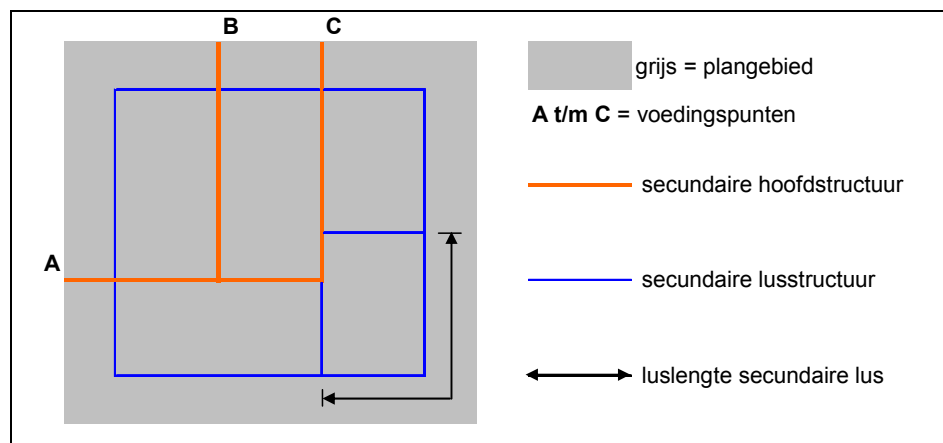 B
C
A
grijs = plangebied
A t/m C = voedingspunten
secundaire hoofdstructuur
secundaire lusstructuur
luslengte secundaire lus